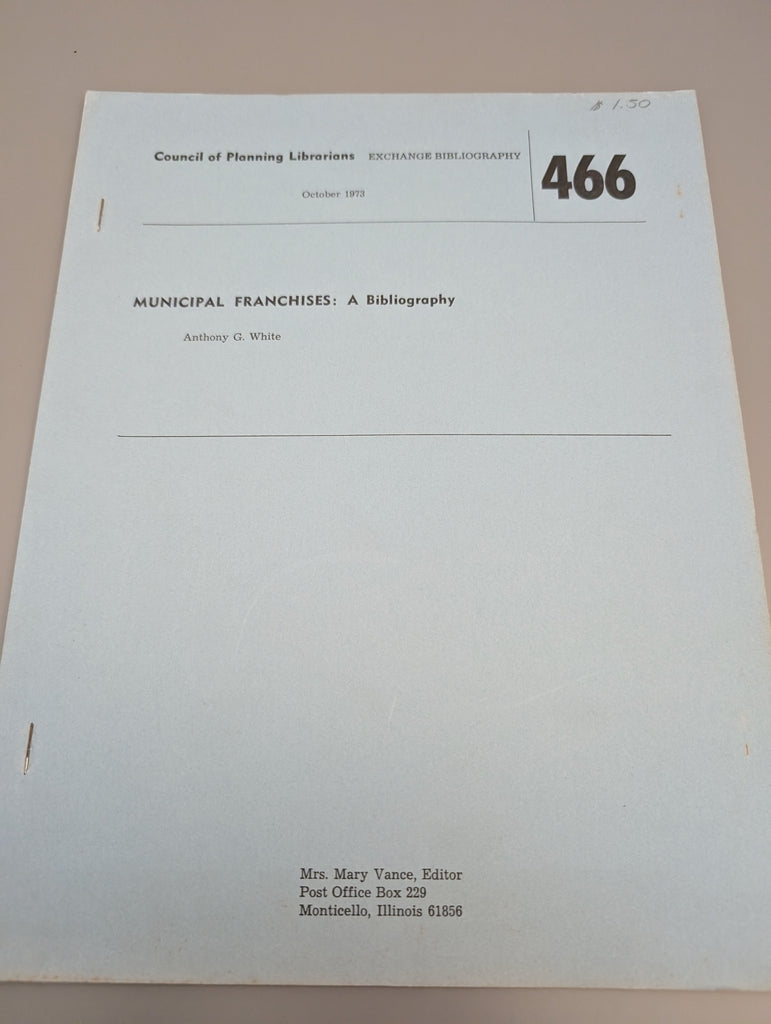 $ 1.50
Council of Planning Librarians EXCHANGE BIBLIOGRAPHY
466
October 1973
MUNICIPAL FRANCHISES: A Bibliography
Anthony G. White
Mrs. Mary Vance, Editor
Post Office Box 229
Monticello, Illinois 61856